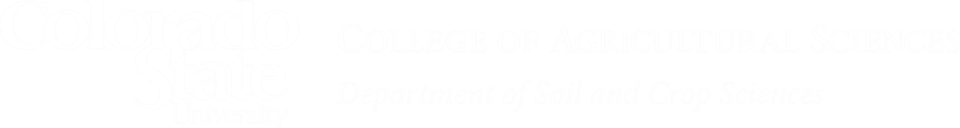 Colorado
State
University
COLLEGE OF AGRICULTURAL SCIENCES
Department of Soil and Crop Sciences